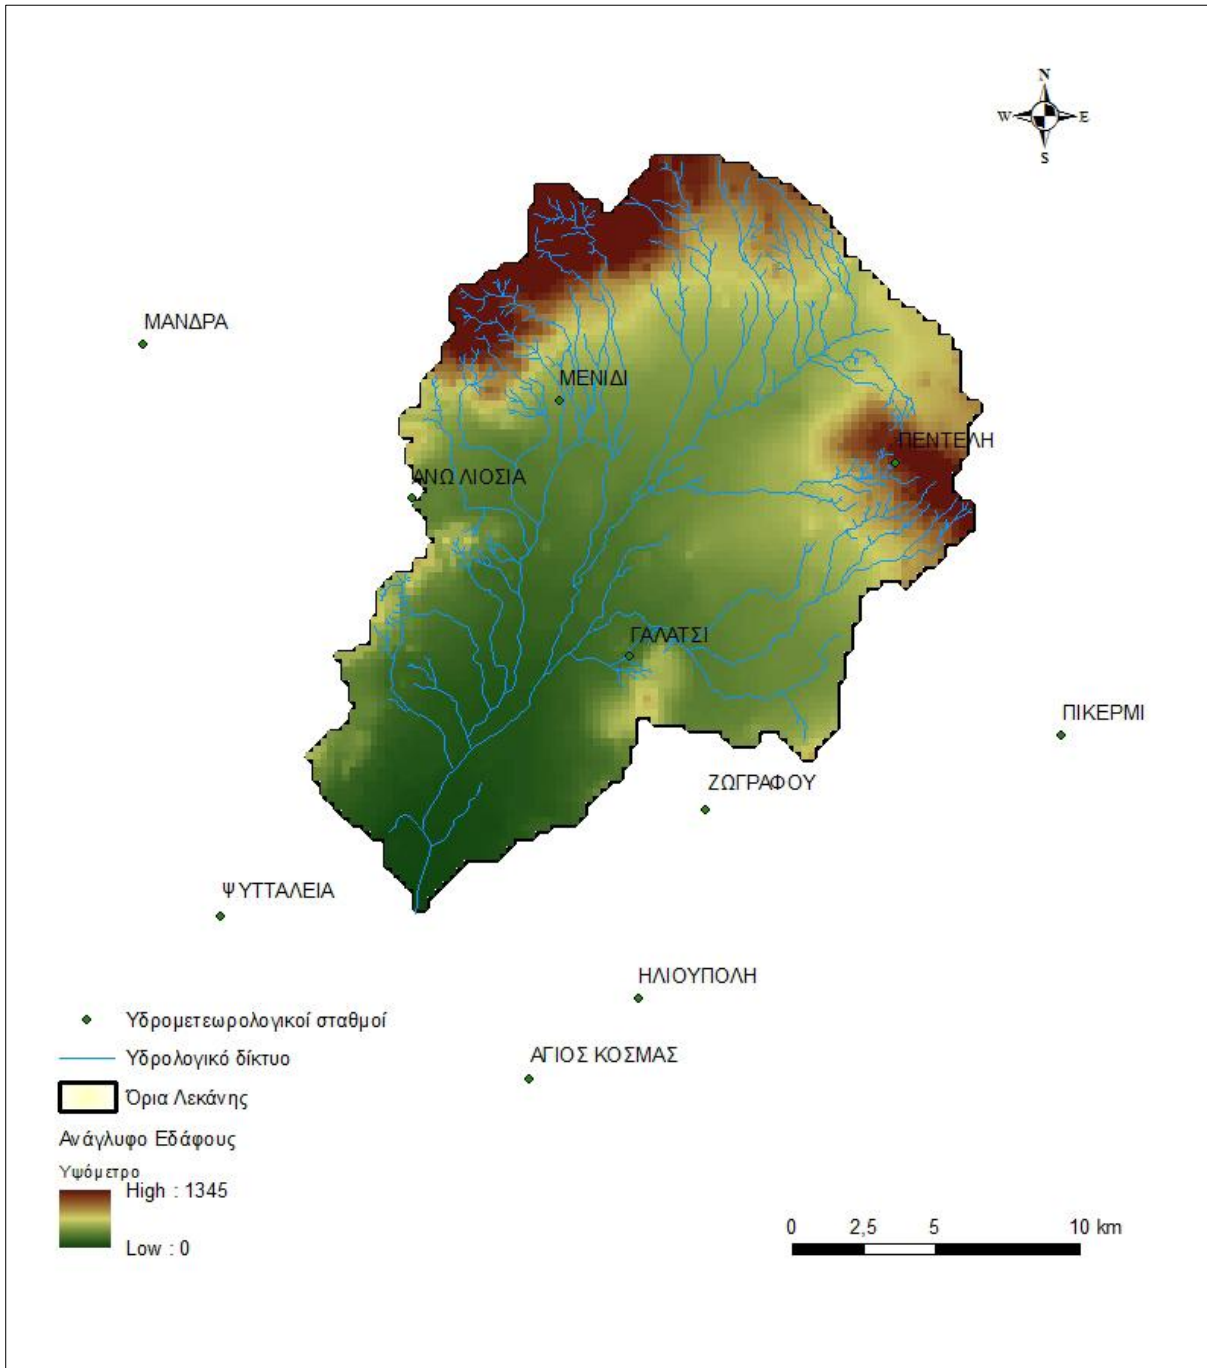 N
W E
S
ΜΑΝΔΡΑ
ΜΕΝΙΔΙ
ΠΕΝΤΕΛΗ
ΑΝΩ ΛΙΟΣΙΑ
ΓΑΛΑΤΣΙ
ΠΙΚΕΡΜΙ
ΖΩΓΡΑΦΟΥ
ΨΥΤΤΑΛΕΙΑ
ΗΛΙΟΥΠΟΛΗ
ΑΓΙΟΣ ΚΟΣΜΑΣ
Υδρομετεωρολογικοί σταθμοί
Υδρολογικό δίκτυο
Όρια Λεκάνης
Ανάγλυφο Εδάφους
Υψόμετρο
High : 1345
Low : 0
0 2,5 5 10 km